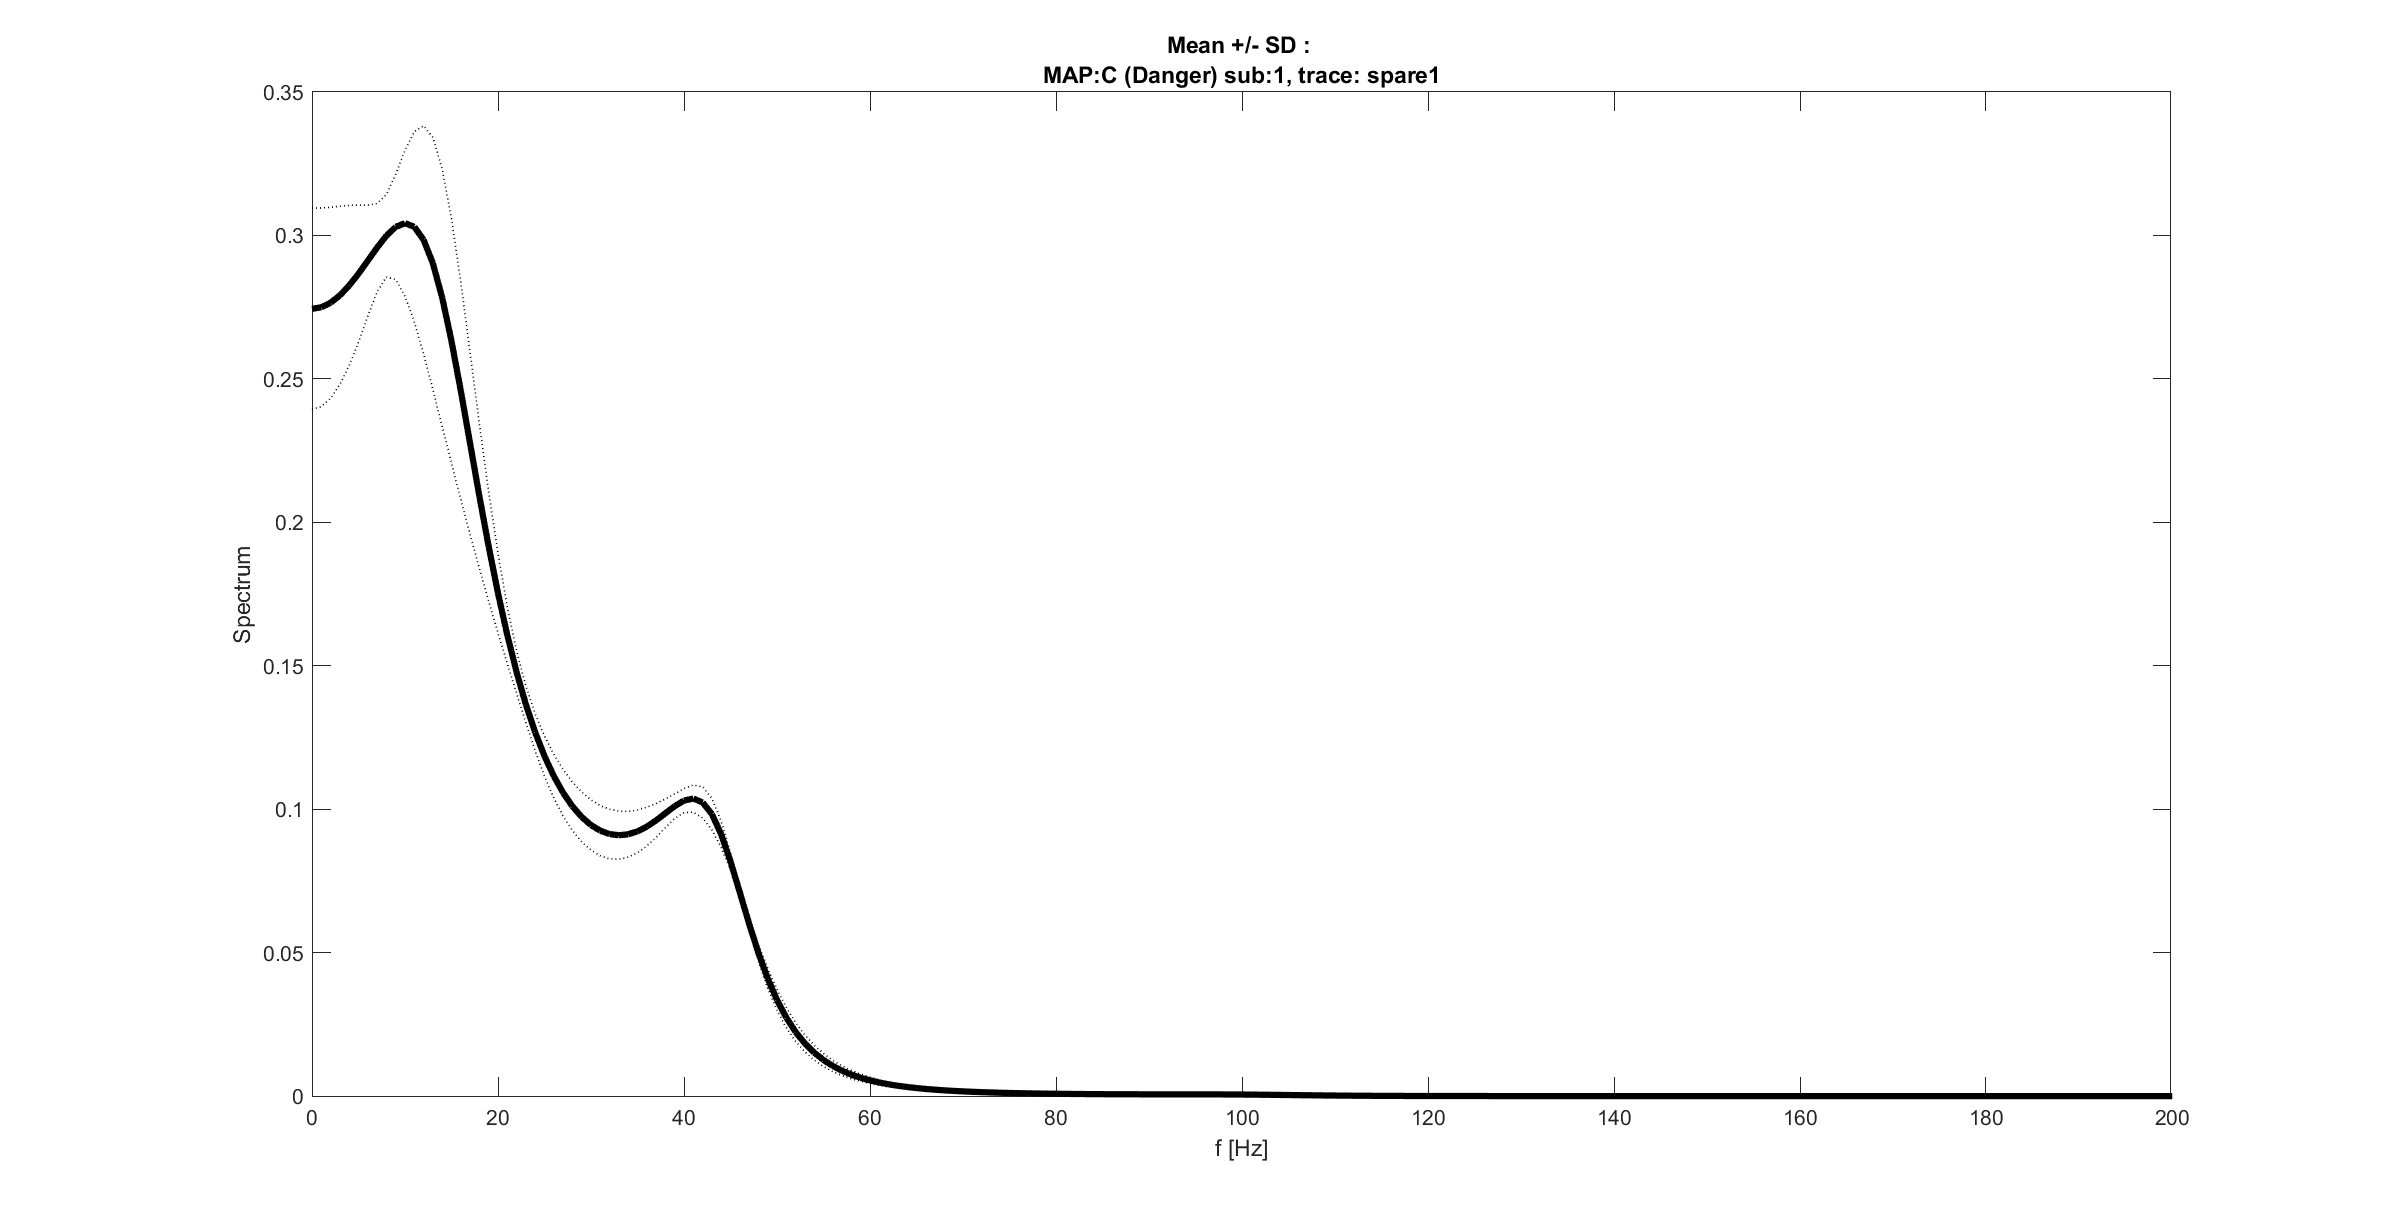 Mean +/- SD :
MAP:C (Danger) sub:1, trace: spare1
0.35
0.3
0.25
0.2
0.15
0.1
0.05
0
Spectrum
0 20 40 60 80 100 120 140 160 180 200
f [Hz]